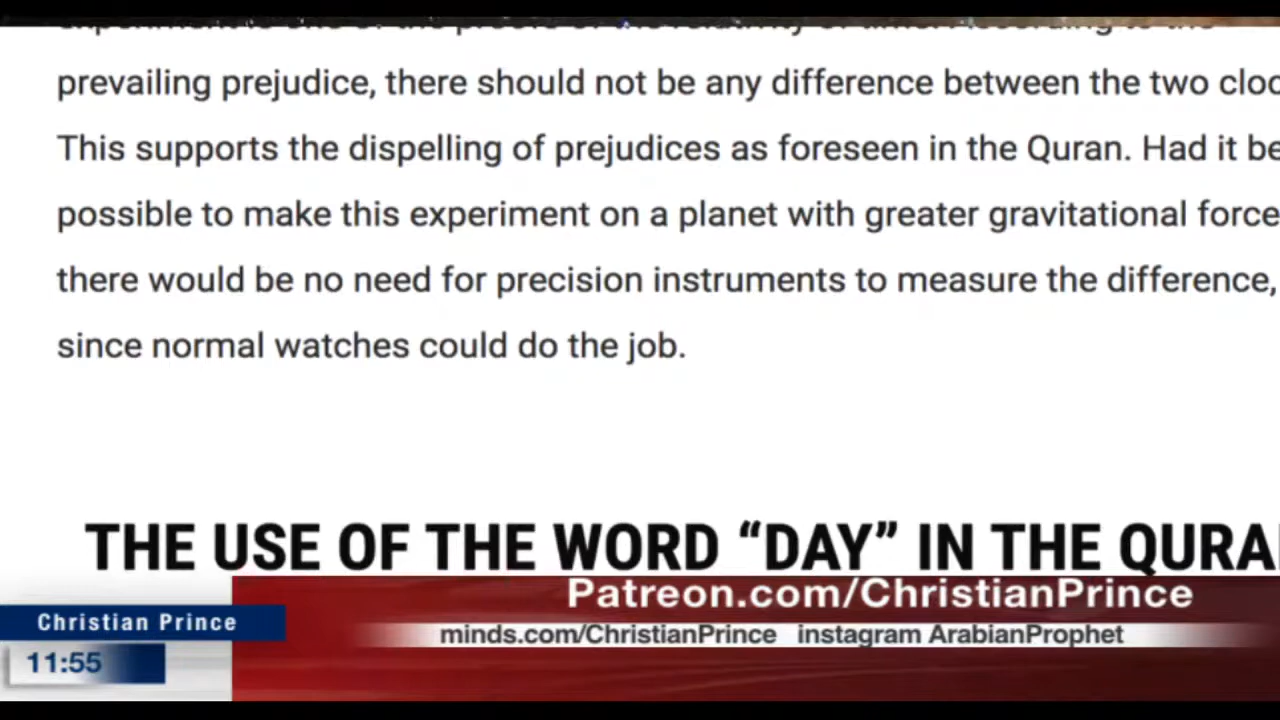 prevailing prejudice, there should not be any difference between the two cloc
This supports the dispelling of prejudices as foreseen in the Quran. Had it be
possible to make this experiment on a planet with greater gravitational force
there would be no need for precision instruments to measure the difference,
since normal watches could do the job.
THE USE OF THE WORD “DAY” IN THE QURA
Patreon.com/ChristianPrince
Christian Prince
minds.com/ChristianPrince instagram ArabianProphet
11:55